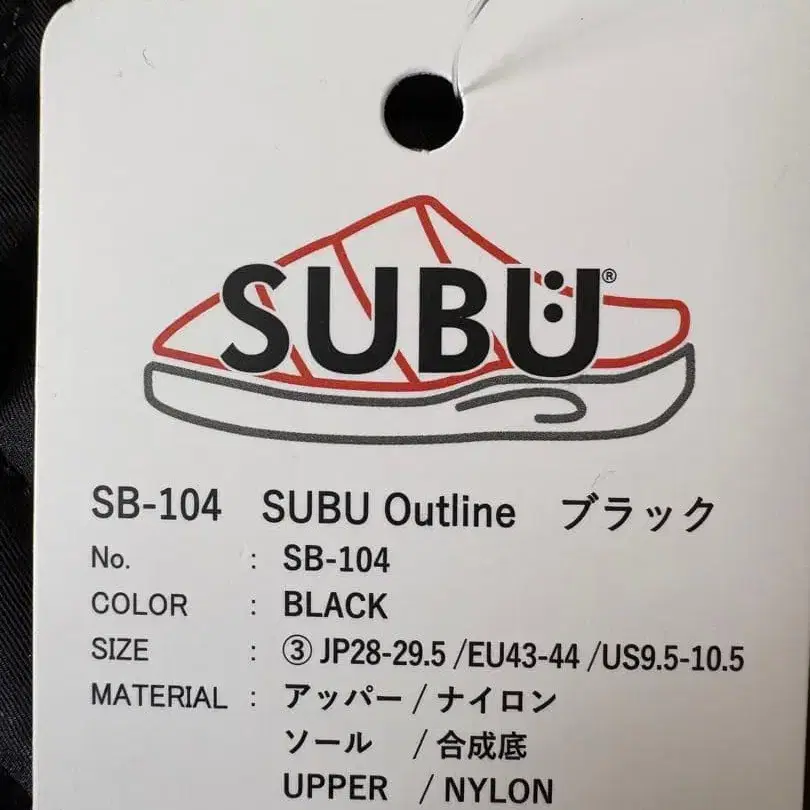 SUBU®
SB-104 SUBU Outline ブラック
No. : SB-104
COLOR : BLACK
SIZE : ③ JP28-29.5 /EU43-44 /US9.5-10.5
MATERIAL : アッパー / ナイロン
ソール / 合成底
UPPER / NYLON